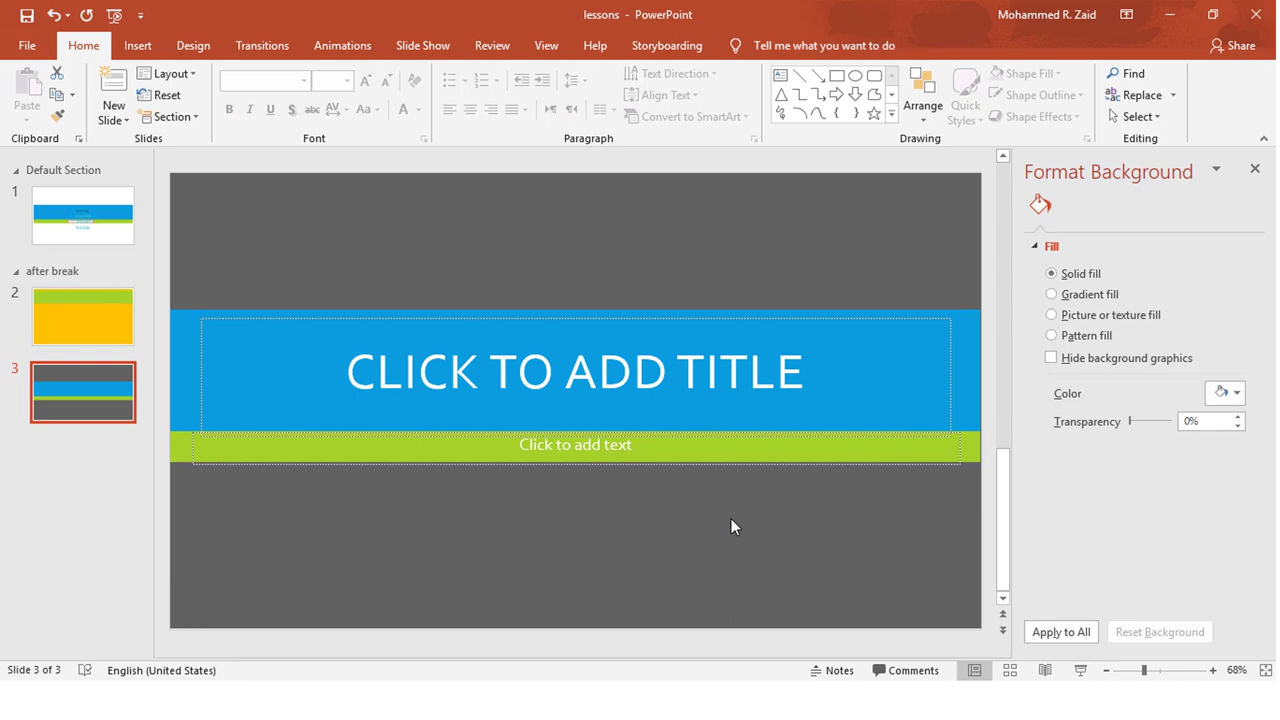 lessons - PowerPoint
Mohammed R. Zaid
File Home Insert Design Transitions Animations Slide Show Review View Help Storyboarding Tell me what you want to do Share
Paste
Clipboard
New
Slide
Layout
Reset
Section
Slides
B I U S abc AV Aa A
Font
Text Direction
Align Text
Convert to SmartArt
Paragraph
Arrange
Quick
Styles
Shape Fill
Shape Outline
Shape Effects
Drawing
Find
Replace
Select
Editing
Default Section
1
after break
2
3
CLICK TO ADD TITLE
Click to add text
Format Background
Fill
Solid fill
Gradient fill
Picture or texture fill
Pattern fill
Hide background graphics
Color
Transparency 0%
Apply to All Reset Background
Slide 3 of 3 English (United States) Notes Comments 68%